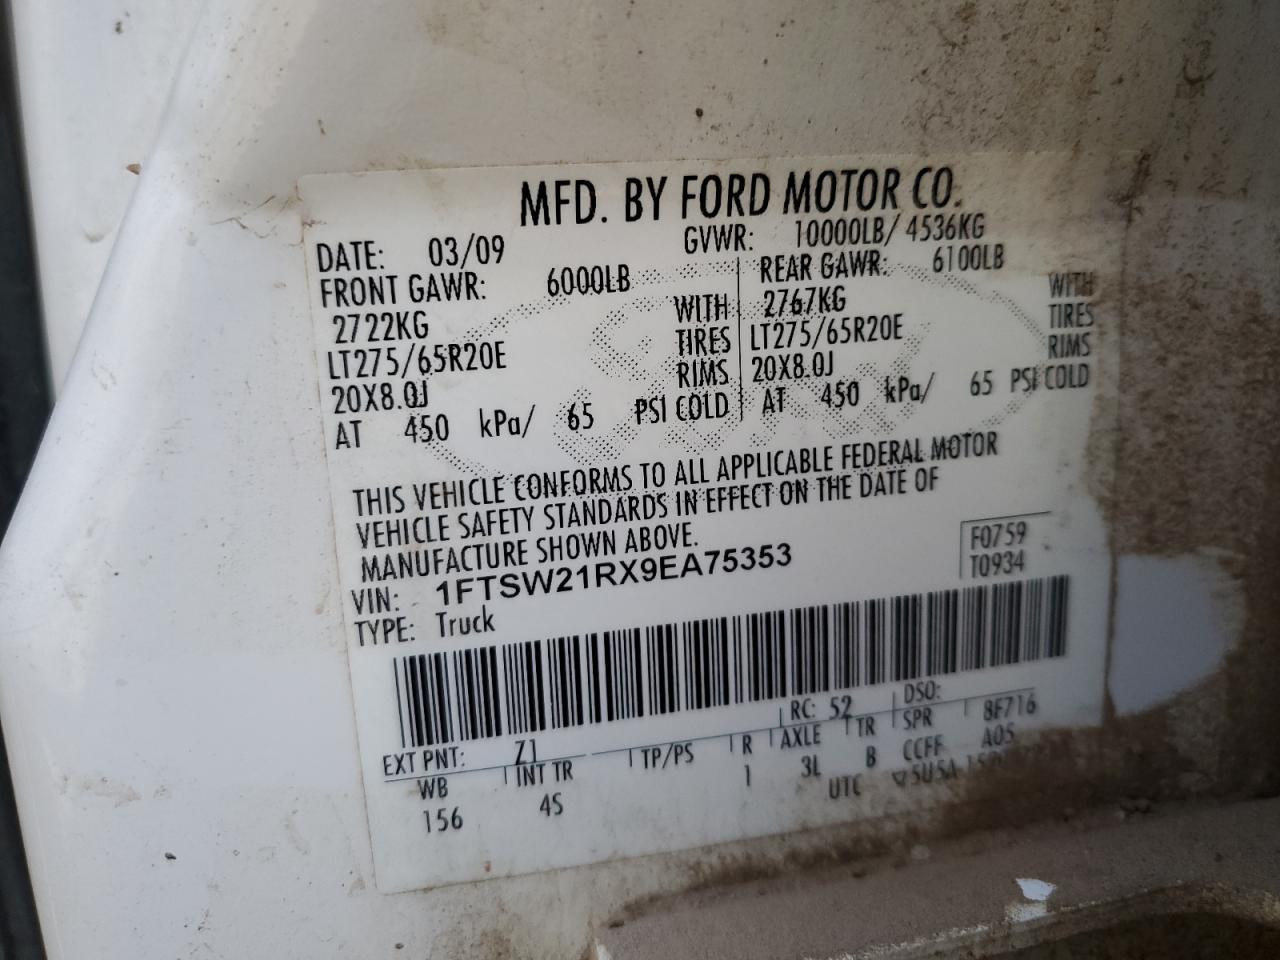 MFD. BY FORD MOTOR CO.
DATE: 03/09 GVWR: 10000LB/ 4536KG
FRONT GAWR: 6000LB REAR GAWR: 6100LB
2722KG WITH 2767KG WITH
LT275/65R20E TIRES LT275/65R20E TIRES
20X8.0J RIMS 20X8.0J RIMS
AT 450 kPa/ 65 PSI COLD AT 450 kPa/ 65 PSI COLD
THIS VEHICLE CONFORMS TO ALL APPLICABLE FEDERAL MOTOR
VEHICLE SAFETY STANDARDS IN EFFECT ON THE DATE OF
MANUFACTURE SHOWN ABOVE.
VIN: 1FTSW21RX9EA75353 F0759
TYPE: Truck T0934
EXT PNT: Z1 RC: 52 DSO:
WB INT TR TP/PS R AXLE TR SPR 8F716
156 4S 1 3L B CCFF A05
UTC